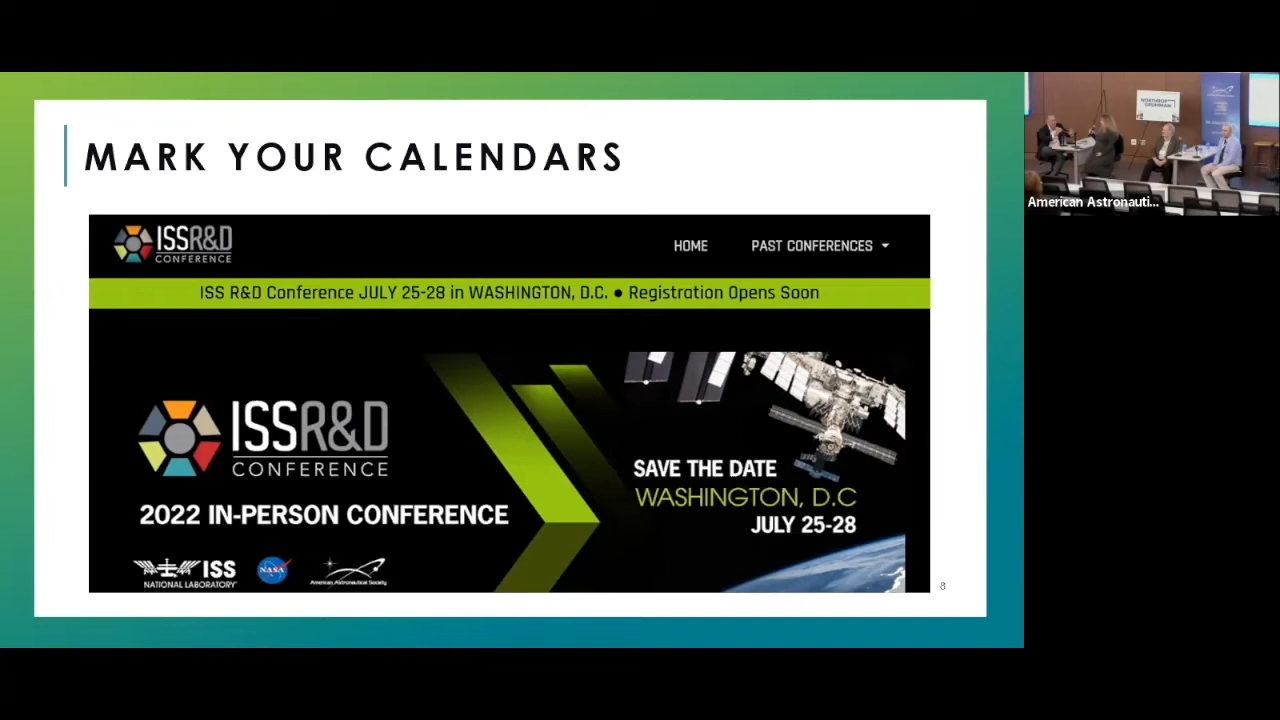 MARK YOUR CALENDARS
ISSR&D
CONFERENCE
HOME
PAST CONFERENCES
ISS R&D Conference JULY 25-28 in WASHINGTON, D.C. ● Registration Opens Soon
ISSR&D
CONFERENCE
2022 IN-PERSON CONFERENCE
SAVE THE DATE
WASHINGTON, D.C
JULY 25-28
ISS
NATIONAL LABORATORY
NASA
American Astronautical Society
8
NORTHROP
GRUMMAN
American Astronauti...